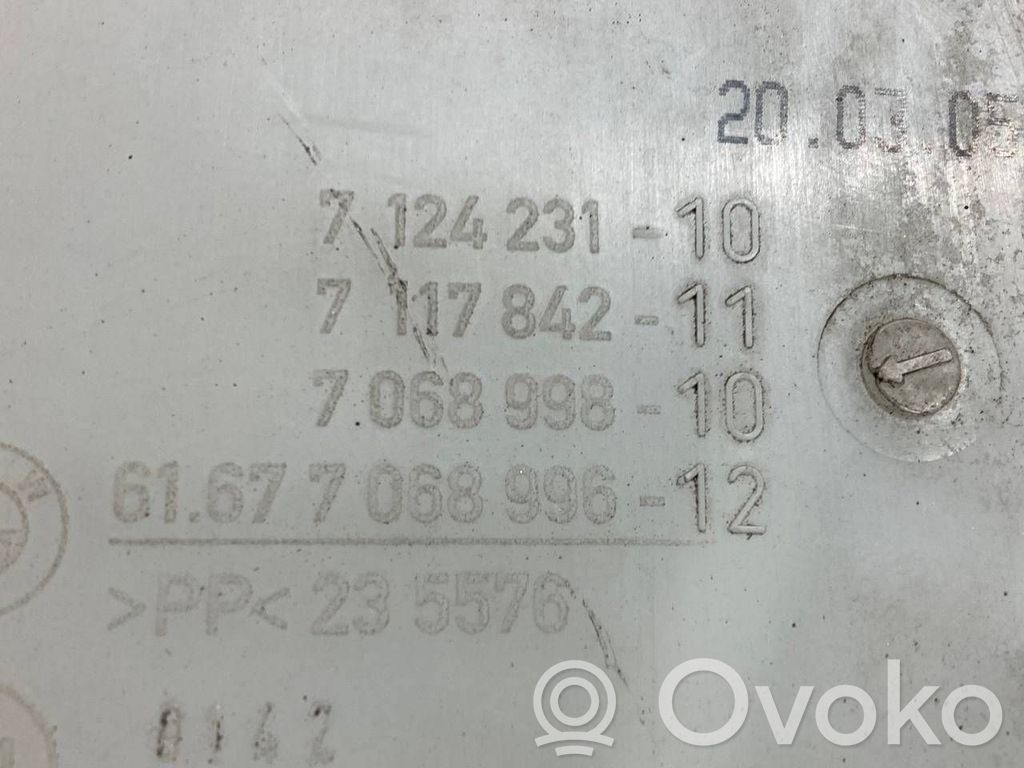 20.03.05
7 124 231 - 10
7 117 842 - 11
7 068 998 - 10
61.67 7 068 996 - 12
>PP< 23 5576
0142
Ovoko